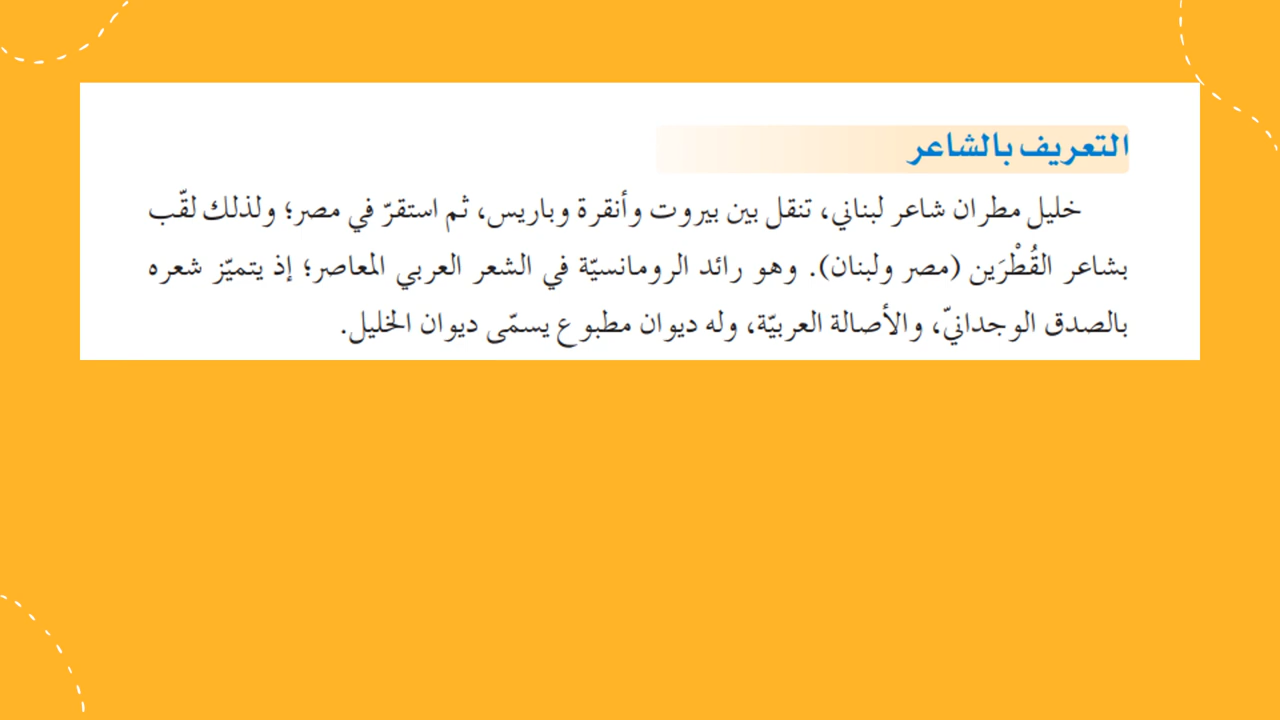 التعريف بالشاعر
خليل مطران شاعر لبناني، تنقل بين بيروت وأنقرة وباريس، ثم استقرّ في مصر؛ ولذلك لقّب
بشاعر القُطْرَين (مصر ولبنان). وهو رائد الرومانسيّة في الشعر العربي المعاصر؛ إذ يتميّز شعره
بالصدق الوجدانيّ، والأصالة العربيّة، وله ديوان مطبوع يسمّى ديوان الخليل.